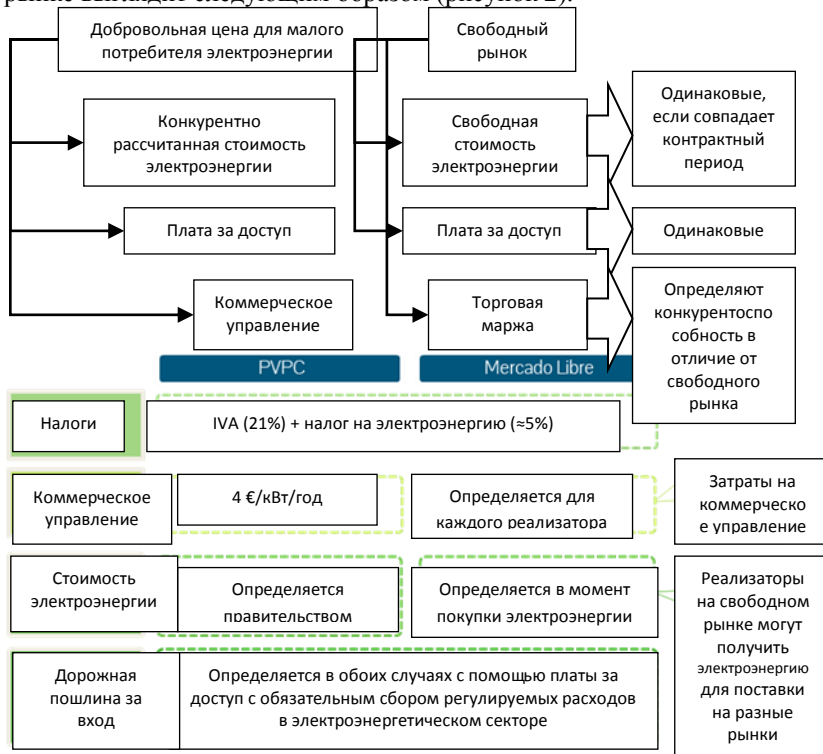 рынке выглядит следующим образом (рисунок 2).
Добровольная цена для малого
потребителя электроэнергии
Свободный
рынок
Конкурентно
рассчитанная стоимость
электроэнергии
Свободная
стоимость
электроэнергии
Одинаковые,
если совпадает
контрактный
период
Плата за доступ
Плата за доступ
Одинаковые
Коммерческое
управление
Торговая
маржа
Определяют
конкурентоспо
собность в
отличие от
свободного
рынка
PVPC
Mercado Libre
Налоги
IVA (21%) + налог на электроэнергию (≈5%)
Коммерческое
управление
4 €/кВт/год
Определяется для
каждого реализатора
Затраты на
коммерческо
е управление
Стоимость
электроэнергии
Определяется
правительством
Определяется в момент
покупки электроэнергии
Реализаторы
на свободном
рынке могут
получить
электроэнергию
для поставки
на разные
рынки
Дорожная
пошлина за
вход
Определяется в обоих случаях с помощью платы за
доступ с обязательным сбором регулируемых расходов
в электроэнергетическом секторе